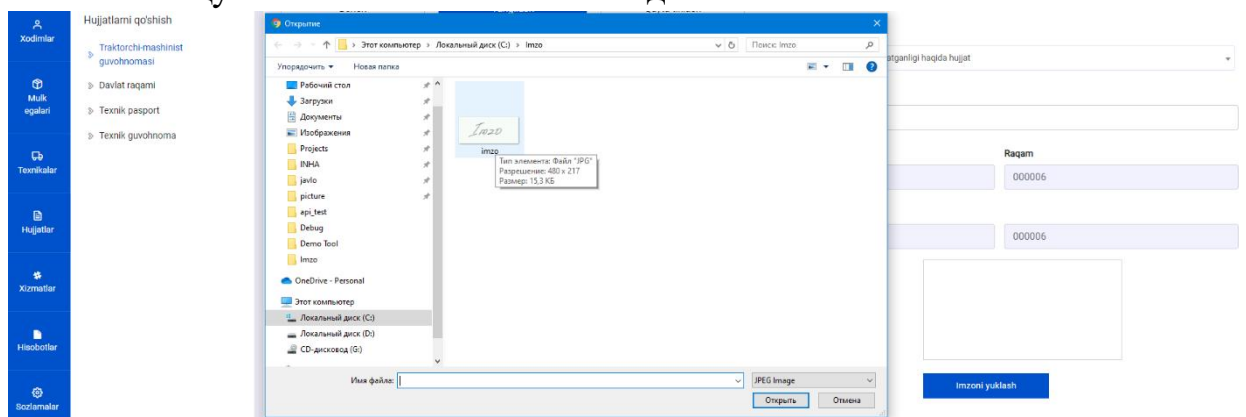 Xodimlar
Mulk
egalari
Texnikalar
Hujjatlar
Xizmatlar
Hisobotlar
Sozlamalar
Hujjatlarni qo'shish
Traktorchi-mashinist
guvohnomasi
Davlat raqami
Texnik pasport
Texnik guvohnoma
Открытие
Этот компьютер › Локальный диск (C:) › Imzo
Поиск: Imzo
Упорядочить
Новая папка
Рабочий стол
Загрузки
Документы
Изображения
Projects
INHA
javlo
picture
api_test
Debug
Demo Tool
Imzo
OneDrive - Personal
Этот компьютер
Локальный диск (C:)
Локальный диск (D:)
CD-дисковод (G:)
Imzo
imzo
Тип элемента: Файл "JPG"
Разрешение: 480 x 217
Размер: 15,3 КБ
Имя файла:
JPEG Image
Открыть
Отмена
atganligi haqida hujjat
Raqam
000006
000006
Imzoni yuklash